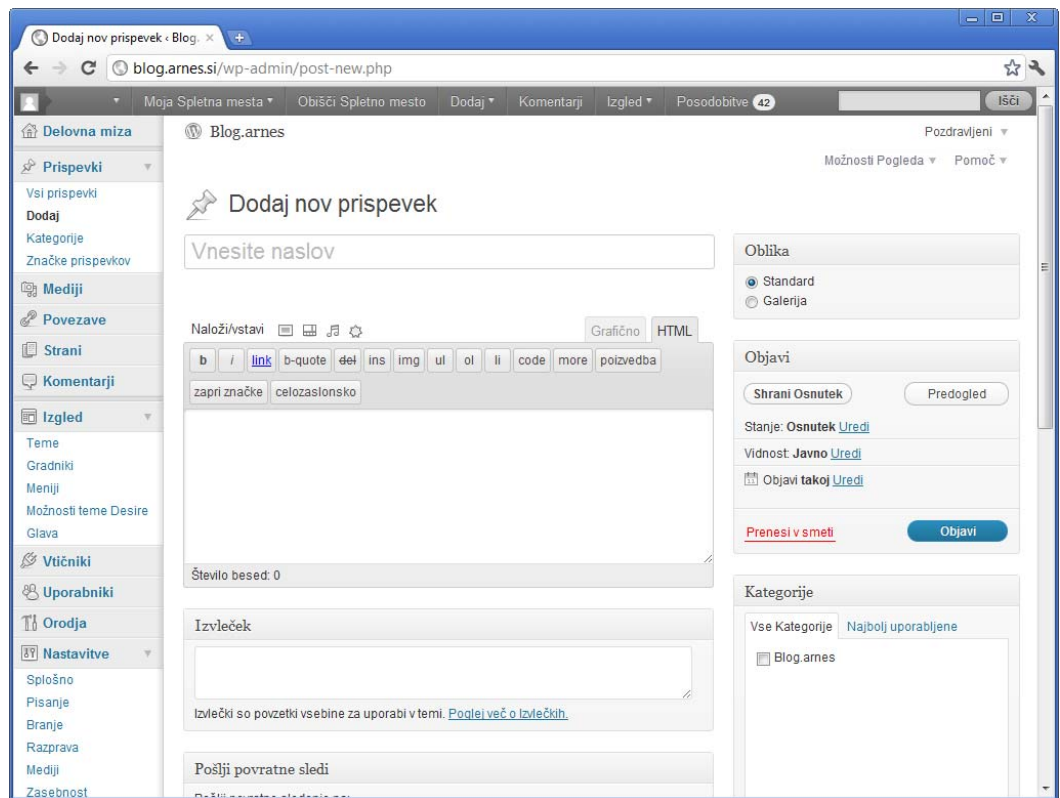 Dodaj nov prispevek ‹ Blog.
blog.arnes.si/wp-admin/post-new.php
Moja Spletna mesta Obišči Spletno mesto Dodaj Komentarji Izgled Posodobitve 42 Išči
Delovna miza
Prispevki
Vsi prispevki
Dodaj
Kategorije
Značke prispevkov
Mediji
Povezave
Strani
Komentarji
Izgled
Teme
Gradniki
Meniji
Možnosti teme Desire
Glava
Vtičniki
Uporabniki
Orodja
Nastavitve
Splošno
Pisanje
Branje
Razprava
Mediji
Zasebnost
Blog.arnes
Pozdravljeni
Možnosti Pogleda Pomoč
Dodaj nov prispevek
Vnesite naslov
Naloži/vstavi
Grafično HTML
b i link b-quote del ins img ul ol li code more poizvedba
zapri značke celozaslonsko
Število besed: 0
Izvleček
Izvlečki so povzetki vsebine za uporabi v temi. Poglej več o Izvlečkih.
Pošlji povratne sledi
Oblika
Standard
Galerija
Objavi
Shrani Osnutek Predogled
Stanje: Osnutek Uredi
Vidnost: Javno Uredi
Objavi takoj Uredi
Prenesi v smeti Objavi
Kategorije
Vse Kategorije Najbolj uporabljene
Blog.arnes